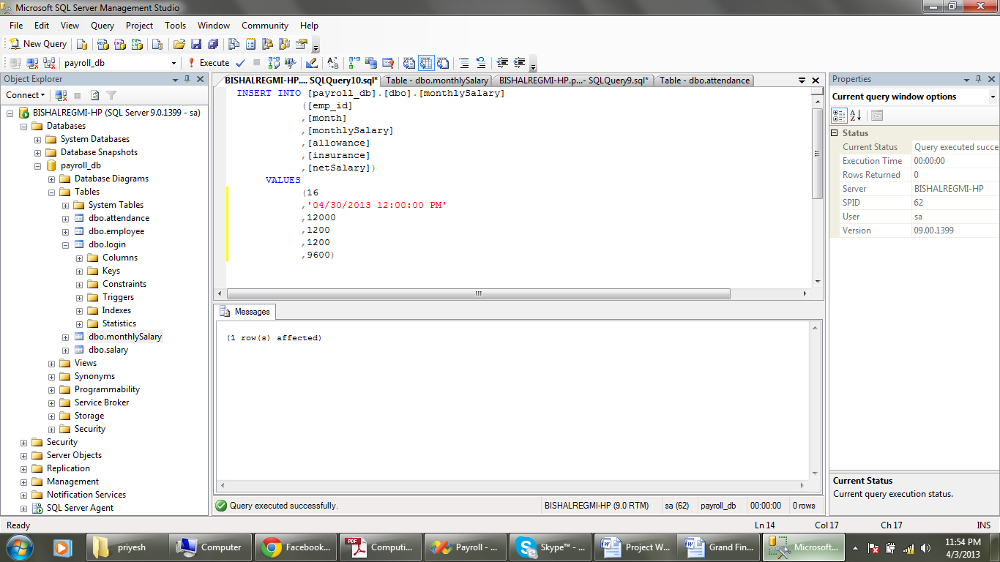 Microsoft SQL Server Management Studio
File Edit View Query Project Tools Window Community Help
New Query
payroll_db Execute
Object Explorer
Connect
BISHALREGMI-HP (SQL Server 9.0.1399 - sa)
Databases
System Databases
Database Snapshots
payroll_db
Database Diagrams
Tables
System Tables
dbo.attendance
dbo.employee
dbo.login
Columns
Keys
Constraints
Triggers
Indexes
Statistics
dbo.monthlySalary
dbo.salary
Views
Synonyms
Programmability
Service Broker
Storage
Security
Security
Server Objects
Replication
Management
Notification Services
SQL Server Agent
BISHALREGMI-HP.... SQLQuery10.sql* Table - dbo.monthlySalary BISHALREGMI-HP.p...- SQLQuery9.sql* Table - dbo.attendance
INSERT INTO [payroll_db].[dbo].[monthlySalary]
([emp_id]
,[month]
,[monthlySalary]
,[allowance]
,[insurance]
,[netSalary])
VALUES
(16
,'04/30/2013 12:00:00 PM'
,12000
,1200
,1200
,9600)
Messages
(1 row(s) affected)
Query executed successfully. BISHALREGMI-HP (9.0 RTM) sa (62) payroll_db 00:00:00 0 rows
Properties
Current query window options
Status
Current Status Query executed succe
Execution Time 00:00:00
Rows Returned 0
Server BISHALREGMI-HP
SPID 62
User sa
Version 09.00.1399
Current Status
Current query execution status.
Ready Ln 14 Col 17 Ch 17 INS
priyesh Computer Facebook... Computi... Payroll - ... Skype™ - ... Project W... Grand Fin... Microsoft...
11:54 PM
4/3/2013